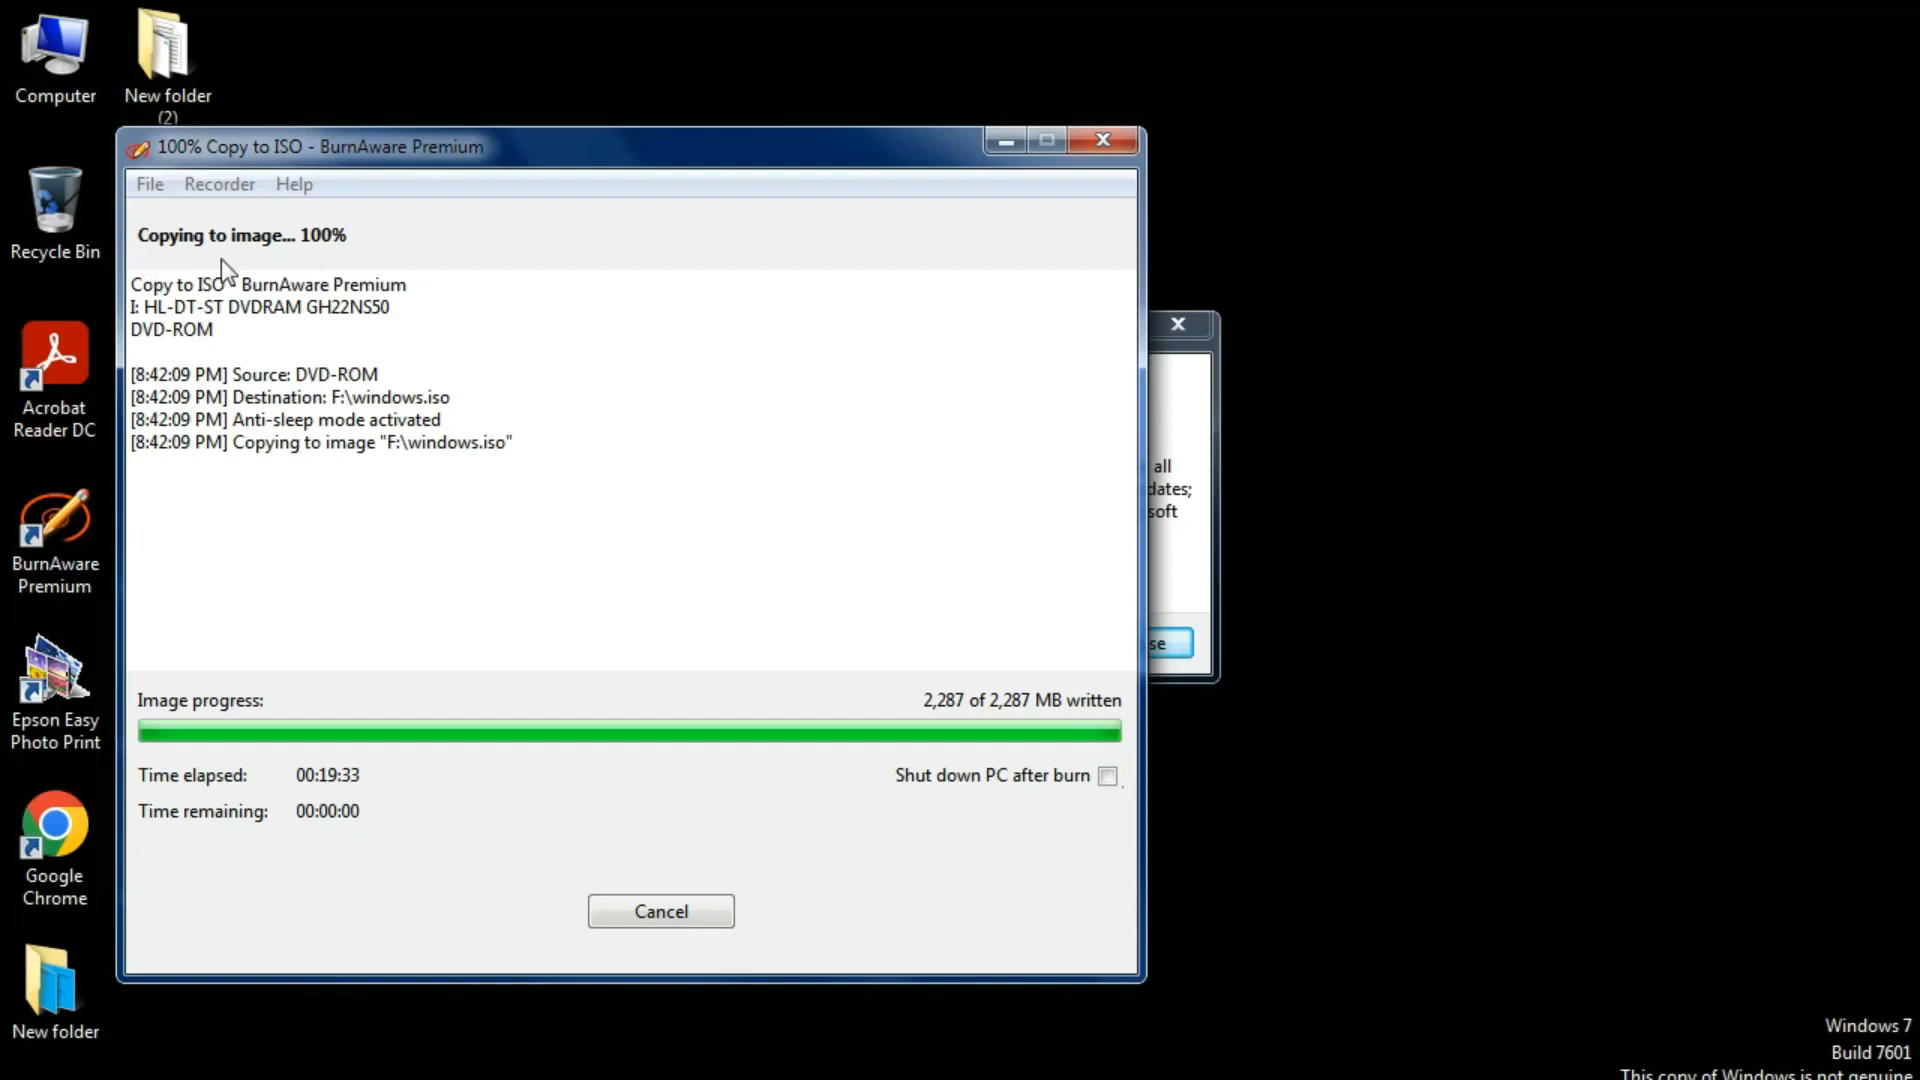 Computer
New folder
(2)
Recycle Bin
Acrobat
Reader DC
BurnAware
Premium
Epson Easy
Photo Print
Google
Chrome
New folder
100% Copy to ISO - BurnAware Premium
File Recorder Help
Copying to image... 100%
Copy to ISO - BurnAware Premium
I: HL-DT-ST DVDRAM GH22NS50
DVD-ROM
[8:42:09 PM] Source: DVD-ROM
[8:42:09 PM] Destination: F:\windows.iso
[8:42:09 PM] Anti-sleep mode activated
[8:42:09 PM] Copying to image "F:\windows.iso"
Image progress: 2,287 of 2,287 MB written
Time elapsed: 00:19:33 Shut down PC after burn
Time remaining: 00:00:00
Cancel
all
dates;
soft
se
Windows 7
Build 7601
This copy of Windows is not genuine